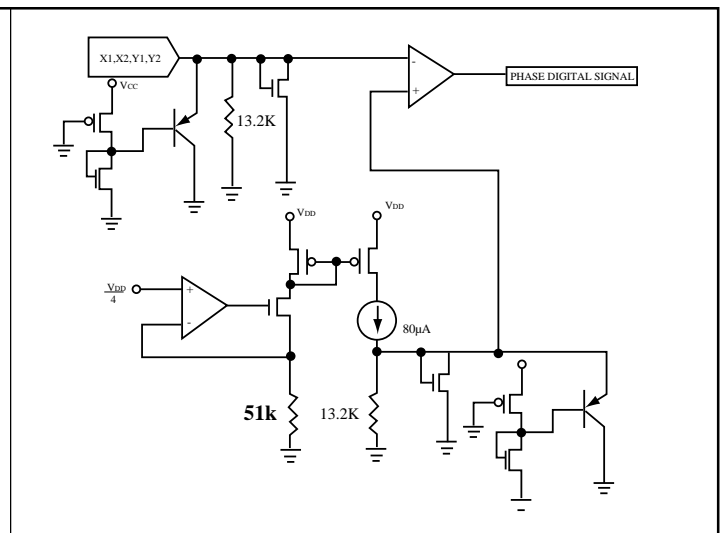 X1,X2,Y1,Y2
VCC
-
+
PHASE DIGITAL SIGNAL
13.2K
VDD
VDD
VDD
4
+
-
80µA
51k
13.2K